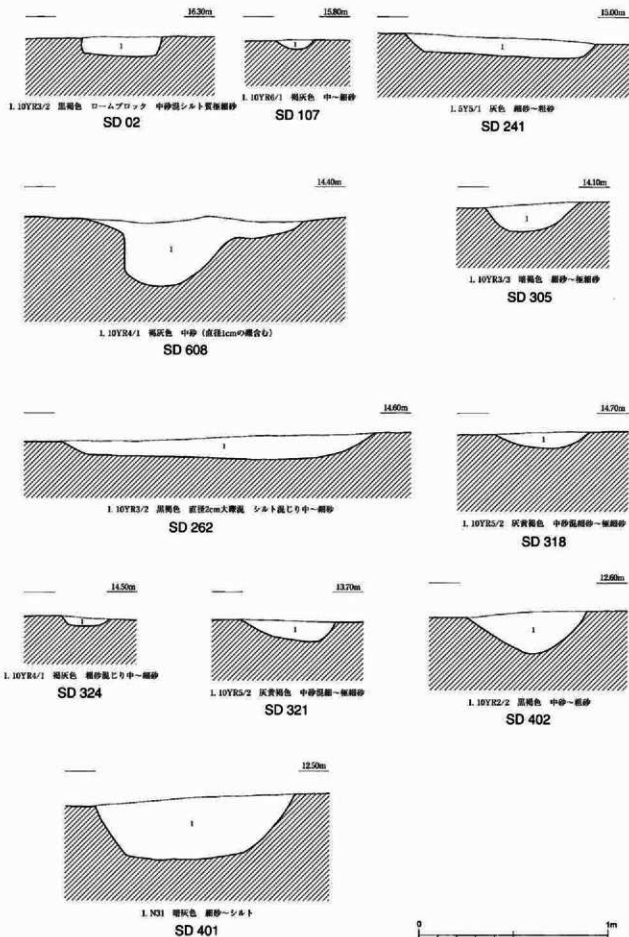 16.30m
15.80m
15.00m
1
1
1
1. 10YR3/2 黒褐色 ロームブロック 中砂混シルト質極細砂
SD 02
1. 10YR6/1 褐灰色 中～細砂
SD 107
1. 5Y5/1 灰色 細砂～粗砂
SD 241
14.40m
14.10m
1
1
1. 10YR4/1 褐灰色 中砂（直径1cmの礫含む）
SD 608
1. 10YR3/3 暗褐色 細砂～極細砂
SD 305
14.60m
14.70m
1
1
1. 10YR3/2 黒褐色 直径2cm大礫混 シルト混じり中～細砂
SD 262
1. 10YR5/2 灰黄褐色 中砂混細砂～極細砂
SD 318
14.50m
13.70m
12.60m
1
1
1
1. 10YR4/1 褐灰色 粗砂混じり中～細砂
SD 324
1. 10YR5/2 灰黄褐色 中砂混細～極細砂
SD 321
1. 10YR2/2 黒褐色 中砂～粗砂
SD 402
12.50m
1
1. N31 暗灰色 細砂～シルト
SD 401
0
1m